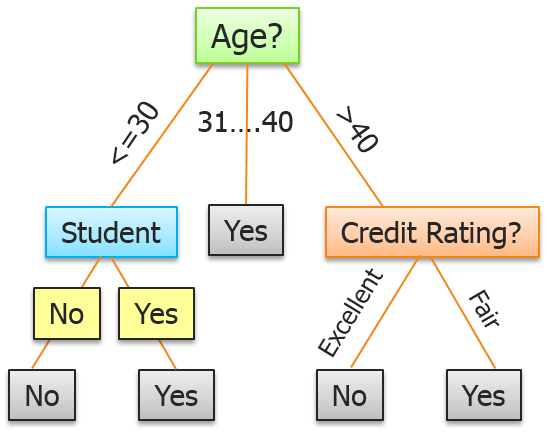 Age?
<=30
31....40
>40
Student
Yes
Credit Rating?
No
Yes
Excellent
Fair
No
Yes
No
Yes